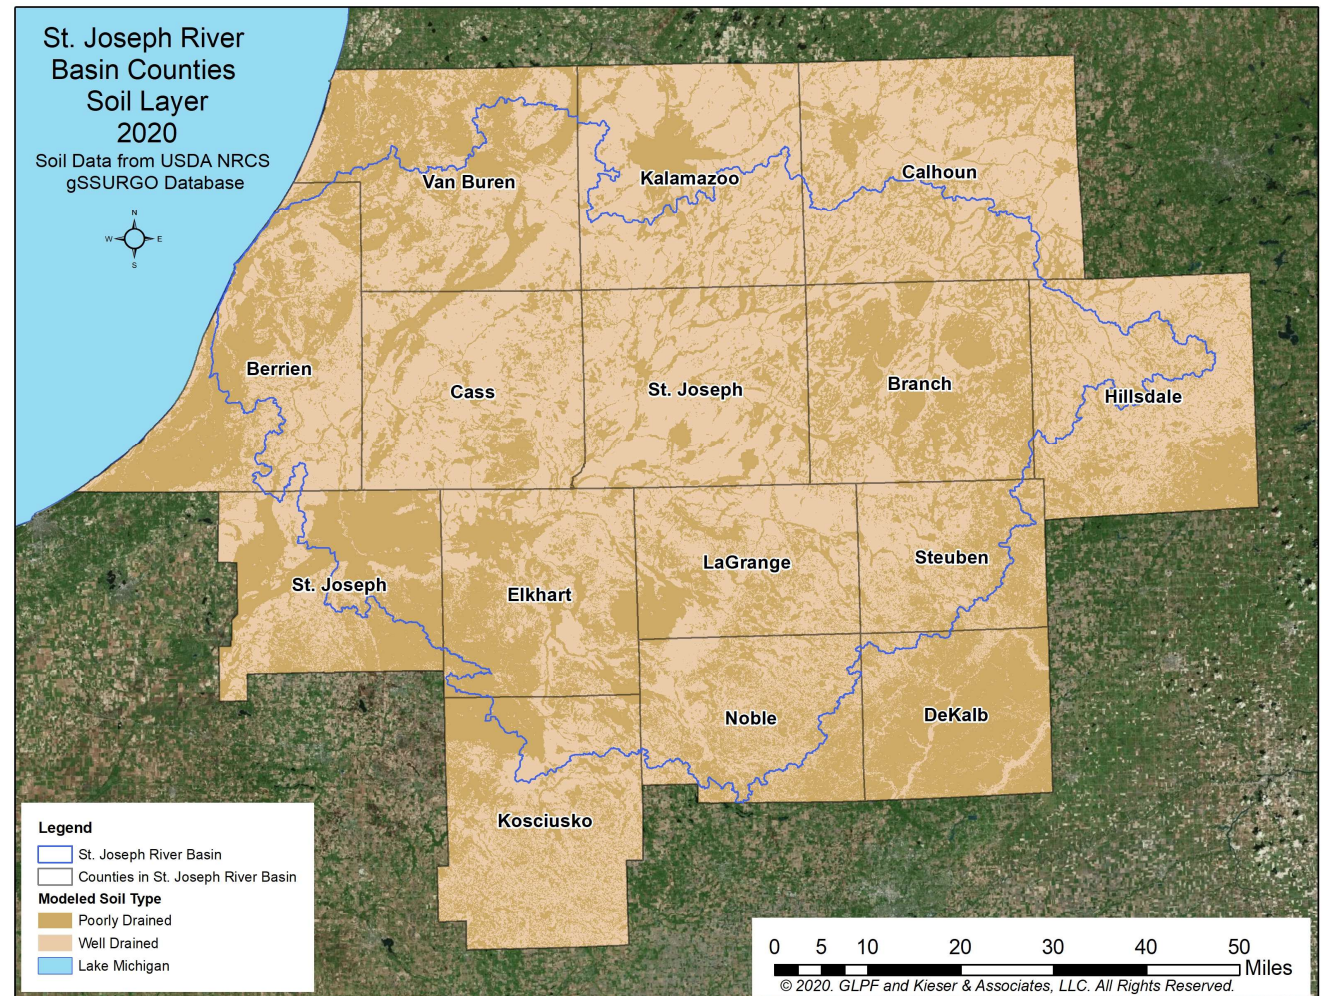 St. Joseph River
Basin Counties
Soil Layer
2020
Soil Data from USDA NRCS
gSSURGO Database
N
W
E
S
Van Buren
Kalamazoo
Calhoun
Berrien
Cass
St. Joseph
Branch
Hillsdale
St. Joseph
Elkhart
LaGrange
Steuben
Noble
DeKalb
Kosciusko
Legend
St. Joseph River Basin
Counties in St. Joseph River Basin
Modeled Soil Type
Poorly Drained
Well Drained
Lake Michigan
0 5 10 20 30 40 50
Miles
© 2020. GLPF and Kieser & Associates, LLC. All Rights Reserved.